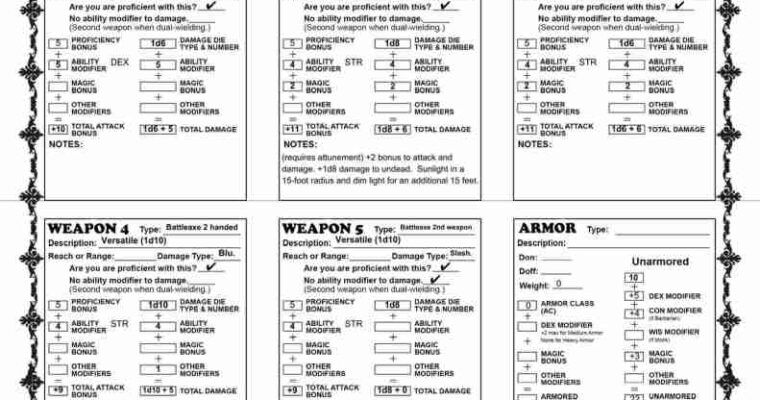 Are you proficient with this? ✓
No ability modifier to damage.
(Second weapon when dual-wielding.)
5 PROFICIENCY BONUS 1d6 DAMAGE DIE TYPE & NUMBER
+ +
5 ABILITY MODIFIER DEX 5 ABILITY MODIFIER
+ +
MAGIC BONUS MAGIC BONUS
+ +
OTHER MODIFIERS OTHER MODIFIERS
= =
+10 TOTAL ATTACK BONUS 1d6 + 5 TOTAL DAMAGE
NOTES:
Are you proficient with this? ✓
No ability modifier to damage.
(Second weapon when dual-wielding.)
5 PROFICIENCY BONUS 1d8 DAMAGE DIE TYPE & NUMBER
+ +
4 ABILITY MODIFIER STR 4 ABILITY MODIFIER
+ +
2 MAGIC BONUS 2 MAGIC BONUS
+ +
OTHER MODIFIERS OTHER MODIFIERS
= =
+11 TOTAL ATTACK BONUS 1d8 + 6 TOTAL DAMAGE
NOTES:
(requires attunement) +2 bonus to attack and
damage. +1d8 damage to undead. Sunlight in a
15-foot radius and dim light for an additional 15 feet.
Are you proficient with this? ✓
No ability modifier to damage.
(Second weapon when dual-wielding.)
5 PROFICIENCY BONUS 1d6 DAMAGE DIE TYPE & NUMBER
+ +
4 ABILITY MODIFIER STR 4 ABILITY MODIFIER
+ +
2 MAGIC BONUS 2 MAGIC BONUS
+ +
OTHER MODIFIERS OTHER MODIFIERS
= =
+11 TOTAL ATTACK BONUS 1d6 + 6 TOTAL DAMAGE
NOTES:
WEAPON 4 Type: Battleaxe 2 handed
Description: Versatile (1d10)
Reach or Range: Damage Type: Blu.
Are you proficient with this? ✓
No ability modifier to damage.
(Second weapon when dual-wielding.)
5 PROFICIENCY BONUS 1d10 DAMAGE DIE TYPE & NUMBER
+ +
4 ABILITY MODIFIER STR 4 ABILITY MODIFIER
+ +
MAGIC BONUS MAGIC BONUS
+ +
OTHER MODIFIERS 1 OTHER MODIFIERS
= =
+9 TOTAL ATTACK BONUS 1d10 + 5 TOTAL DAMAGE
WEAPON 5 Type: Battleaxe 2nd weapon
Description: Versatile (1d10)
Reach or Range: Damage Type: Slash.
Are you proficient with this? ✓
No ability modifier to damage. ✓
(Second weapon when dual-wielding.)
5 PROFICIENCY BONUS 1d8 DAMAGE DIE TYPE & NUMBER
+ +
4 ABILITY MODIFIER STR ABILITY MODIFIER
+ +
MAGIC BONUS MAGIC BONUS
+ +
OTHER MODIFIERS OTHER MODIFIERS
= =
+9 TOTAL ATTACK BONUS 1d8 + 0 TOTAL DAMAGE
ARMOR Type:
Description:
Don:
Doff:
Weight: 0
0 ARMOR CLASS (AC)
+
DEX MODIFIER
+2 max for Medium Armor
None for Heavy Armor
+
MAGIC BONUS
+
OTHER MODIFIERS
=
ARMORED
Unarmored
10
+
+5 DEX MODIFIER
+
+4 CON MODIFIER
(if Barbarian)
+
WIS MODIFIER
(if Monk)
+
+3 MAGIC BONUS
+
OTHER MODIFIERS
=
UNARMORED